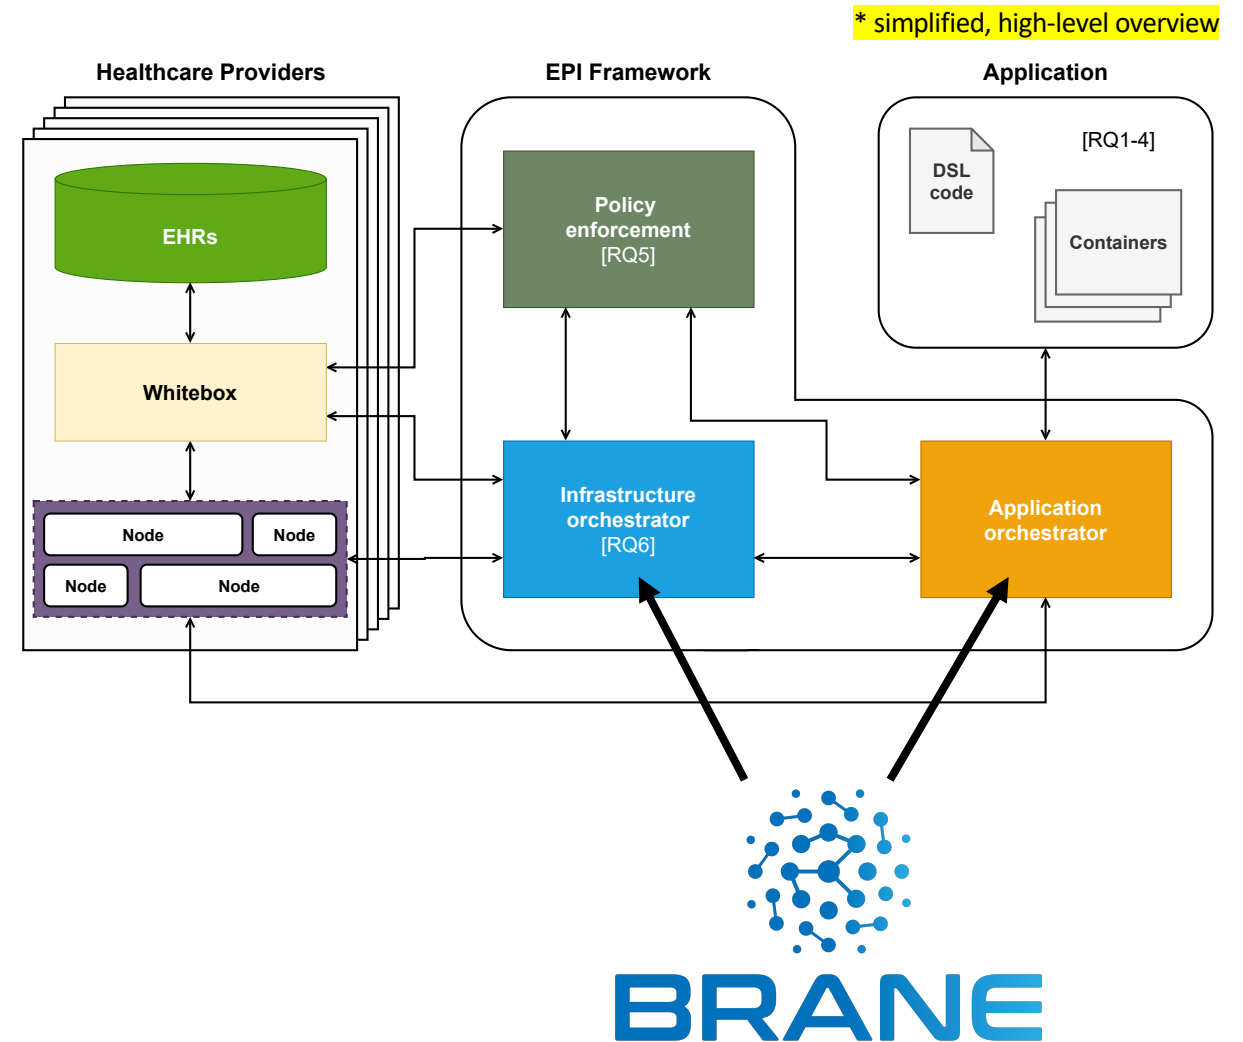 * simplified, high-level overview
Healthcare Providers
EPI Framework
Application
EHRs
Whitebox
Node
Node
Node
Node
Policy
enforcement
[RQ5]
Infrastructure
orchestrator
[RQ6]
DSL
code
[RQ1-4]
Containers
Application
orchestrator
BRANE